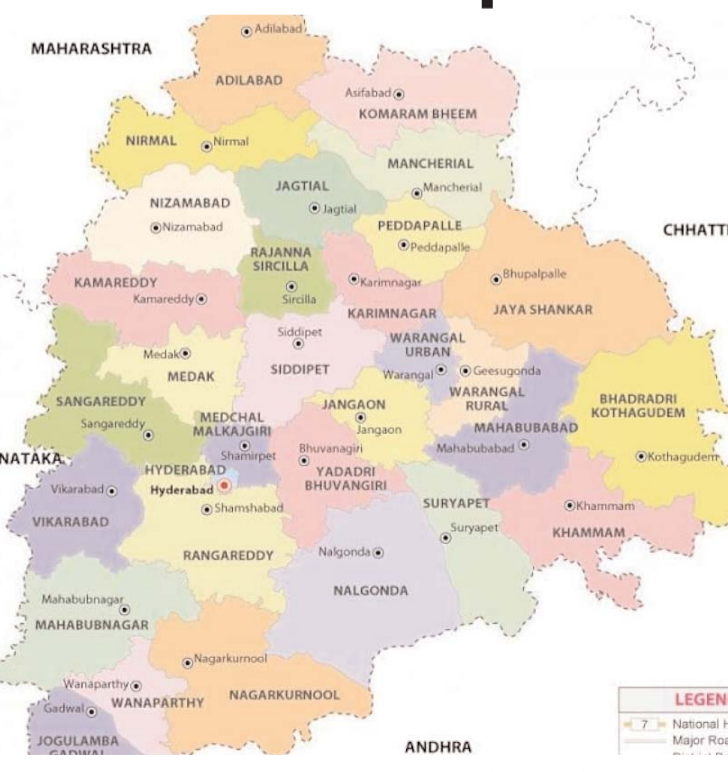 Adilabad
MAHARASHTRA
ADILABAD
Asifabad
KOMARAM BHEEM
NIRMAL
Nirmal
MANCHERIAL
Mancherial
JAGTIAL
Jagtial
NIZAMABAD
Nizamabad
PEDDAPALLE
Peddapalle
CHHATTI
RAJANNA
SIRCILLA
Sircilla
KAMAREDDY
Kamareddy
Karimnagar
KARIMNAGAR
Bhupalpalle
JAYA SHANKAR
Siddipet
SIDDIPET
WARANGAL
URBAN
Warangal
Geesugonda
WARANGAL
RURAL
Medak
MEDAK
SANGAREDDY
Sangareddy
JANGAON
Jangaon
BHADRADRI
KOTHAGUDEM
Kothagudem
MEDCHAL
MALKAJGIRI
Shamirpet
MAHABUBABAD
Mahabubabad
NATAKA
HYDERABAD
Hyderabad
Bhuvanagiri
YADADRI
BHUVANGIRI
Vikarabad
VIKARABAD
Shamshabad
RANGAREDDY
SURYAPET
Suryapet
Khammam
KHAMMAM
Nalgonda
NALGONDA
Mahabubnagar
MAHABUBNAGAR
Nagarkurnool
NAGARKURNOOL
Wanaparthy
WANAPARTHY
Gadwal
JOGULAMBA
GADWAL
ANDHRA
LEGEN
7 National H
Major Roa